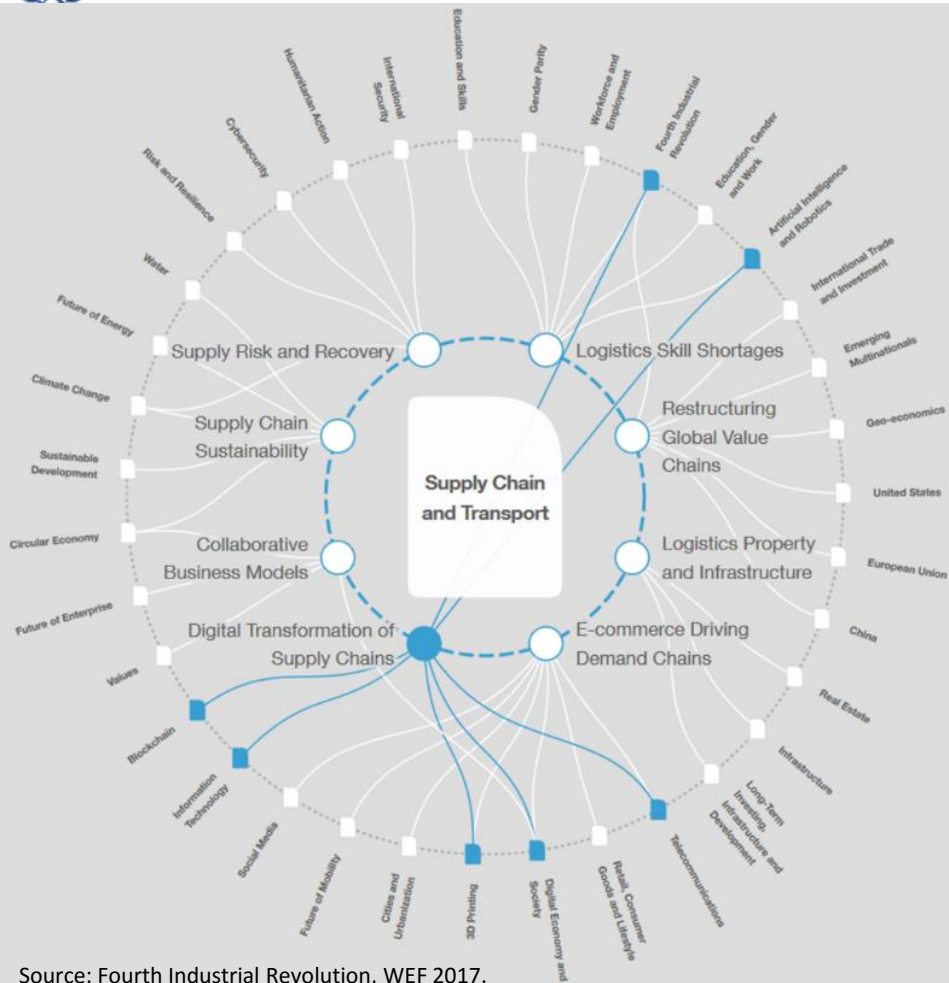 Education and Skills
Gender Parity
Workforce and
Employment
Fourth Industrial
Revolution
Education, Gender
and Work
Artificial Intelligence
and Robotics
International Trade
and Investment
Emerging
Multinationals
Geo-economics
United States
European Union
China
Real Estate
Infrastructure
Long-Term
Investing,
Infrastructure and
Development
Telecommunications
Retail, Consumer
Goods and Lifestyle
Digital Economy and
Society
3D Printing
Cities and
Urbanization
Future of Mobility
Social Media
Information
Technology
Blockchain
Values
Future of Enterprise
Circular Economy
Sustainable
Development
Climate Change
Future of Energy
Water
Risk and Resilience
Cybersecurity
Humanitarian Action
International
Security
Supply Risk and Recovery
Logistics Skill Shortages
Supply Chain
Sustainability
Restructuring
Global Value
Chains
Supply Chain
and Transport
Collaborative
Business Models
Logistics Property
and Infrastructure
Digital Transformation of
Supply Chains
E-commerce Driving
Demand Chains
Source: Fourth Industrial Revolution, WEF 2017.